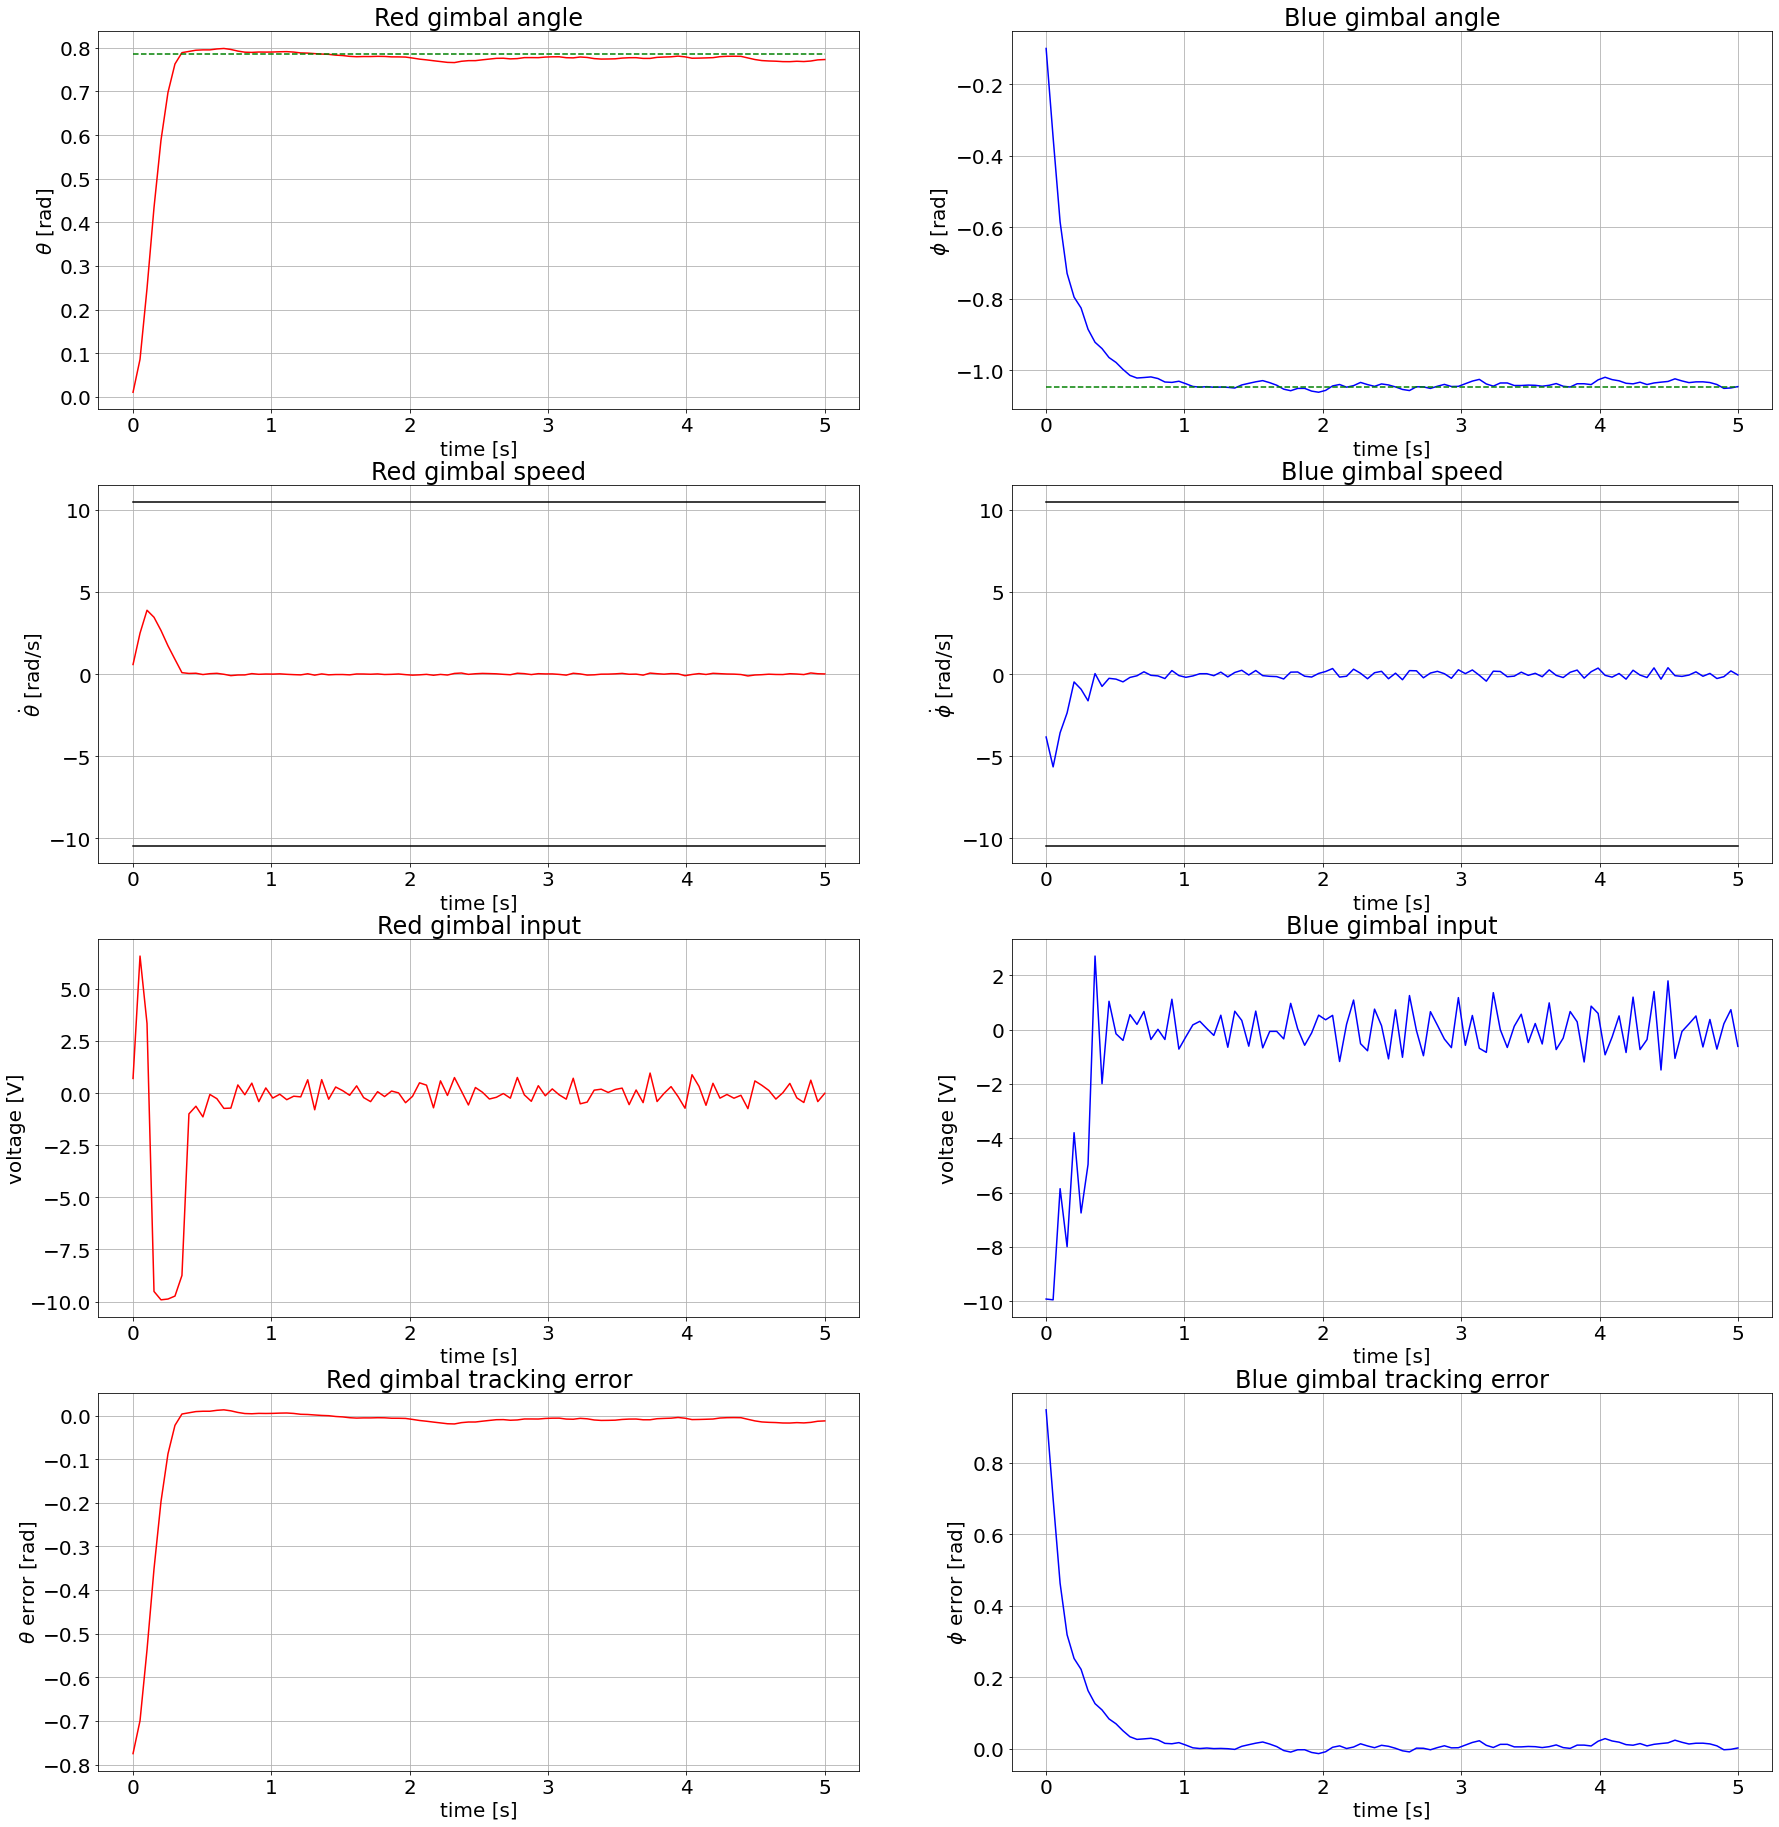 Red gimbal angle
θ [rad]
0.8
0.7
0.6
0.5
0.4
0.3
0.2
0.1
0.0
0 1 2 3 4 5
time [s]
Blue gimbal angle
ϕ [rad]
−0.2
−0.4
−0.6
−0.8
−1.0
0 1 2 3 4 5
time [s]
Red gimbal speed
θ̇ [rad/s]
10
5
0
−5
−10
0 1 2 3 4 5
time [s]
Blue gimbal speed
ϕ̇ [rad/s]
10
5
0
−5
−10
0 1 2 3 4 5
time [s]
Red gimbal input
voltage [V]
5.0
2.5
0.0
−2.5
−5.0
−7.5
−10.0
0 1 2 3 4 5
time [s]
Blue gimbal input
voltage [V]
2
0
−2
−4
−6
−8
−10
0 1 2 3 4 5
time [s]
Red gimbal tracking error
θ error [rad]
0.0
−0.1
−0.2
−0.3
−0.4
−0.5
−0.6
−0.7
−0.8
0 1 2 3 4 5
time [s]
Blue gimbal tracking error
ϕ error [rad]
0.8
0.6
0.4
0.2
0.0
0 1 2 3 4 5
time [s]